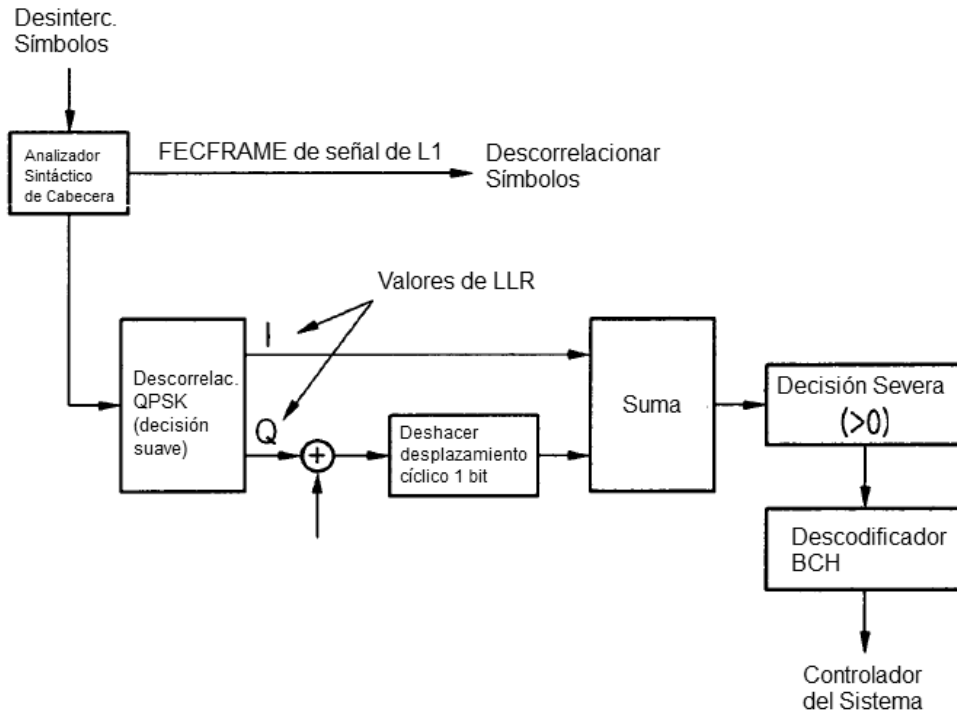 Desinterc.
Símbolos
Analizador
Sintáctico
de Cabecera
FECFRAME de señal de L1
Descorrelacionar
Símbolos
Valores de LLR
I
Descorrelac.
QPSK
(decisión
suave)
Q
+
Deshacer
desplazamiento
cíclico 1 bit
Suma
Decisión Severa
(>0)
Descodificador
BCH
Controlador
del Sistema